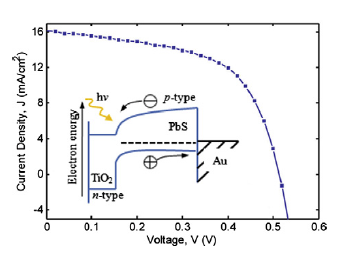 Current Density, J (mA/cm²)
16
12
8
4
0
-4
hν
p-type
PbS
Electron energy
TiO₂
n-type
Au
0.0 0.1 0.2 0.3 0.4 0.5 0.6
Voltage, V (V)